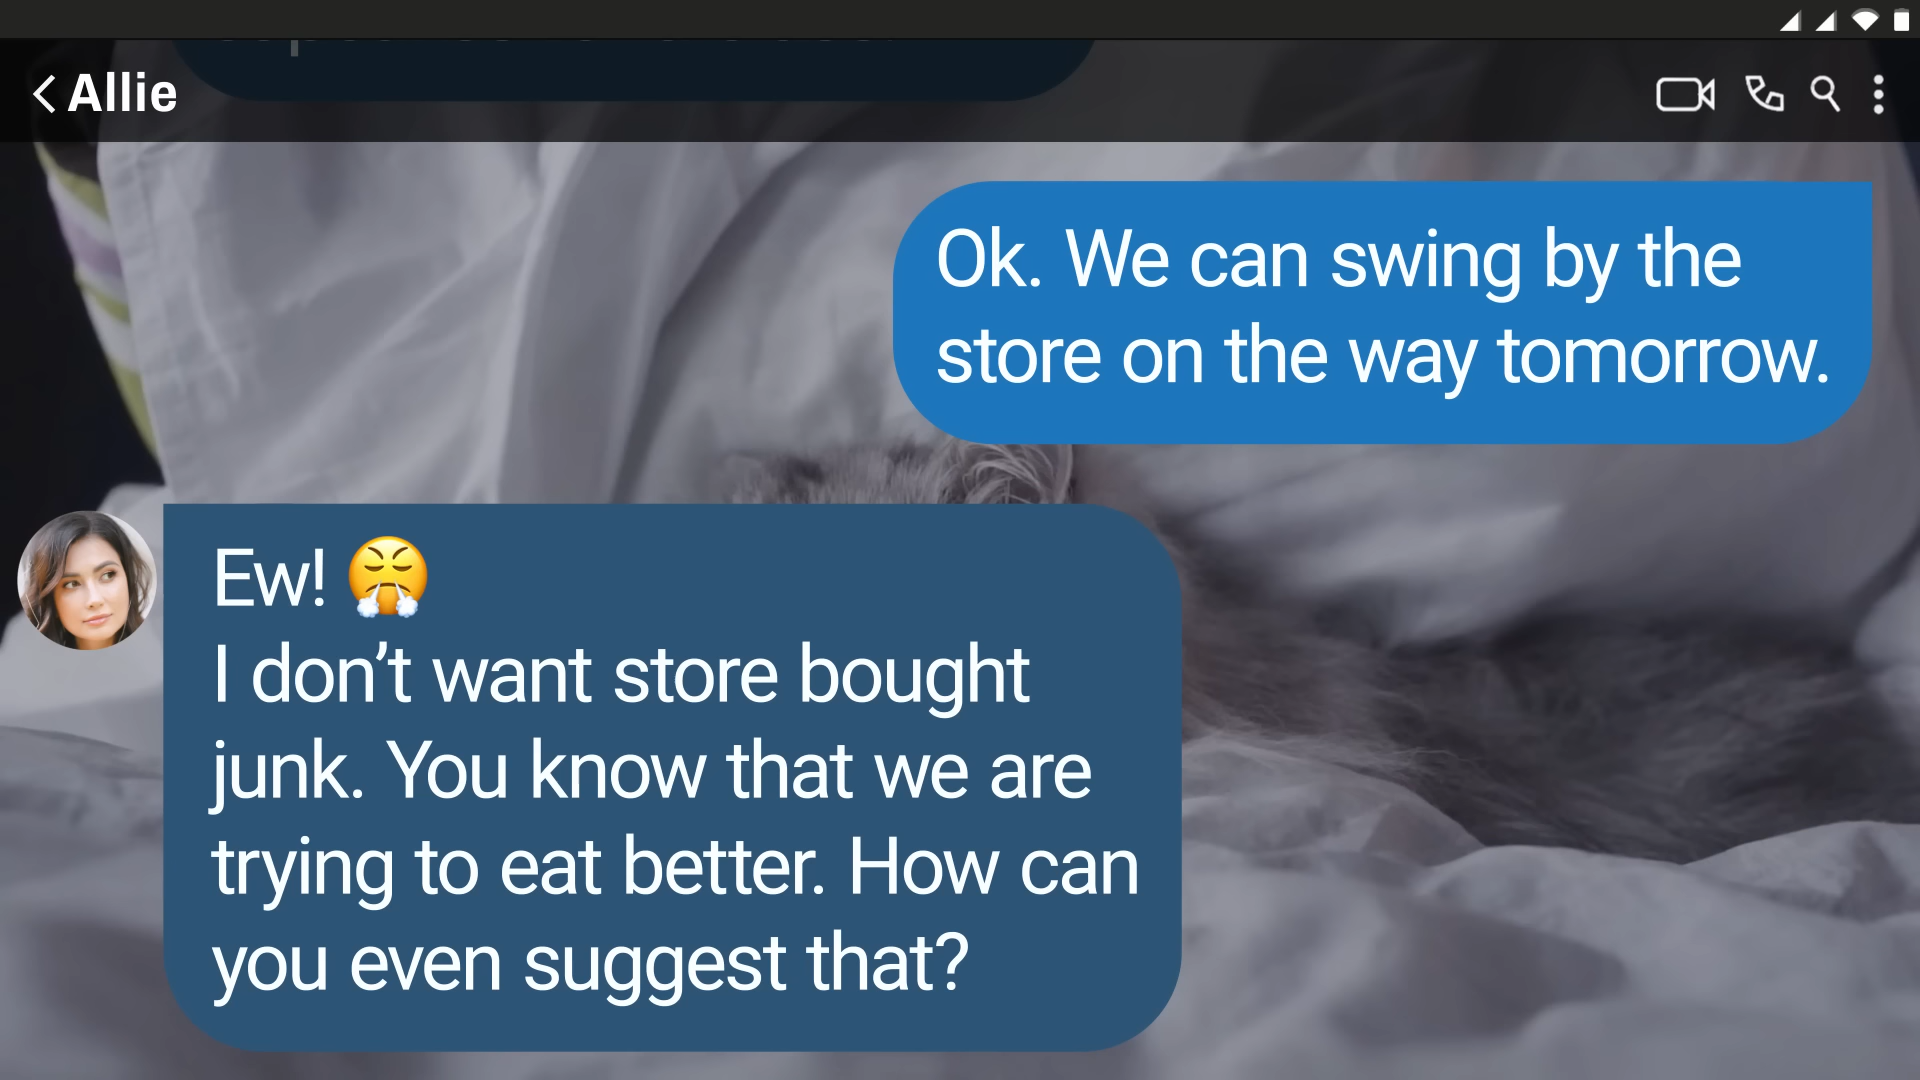 Allie
Ok. We can swing by the
store on the way tomorrow.
Ew! 😤
I don’t want store bought
junk. You know that we are
trying to eat better. How can
you even suggest that?